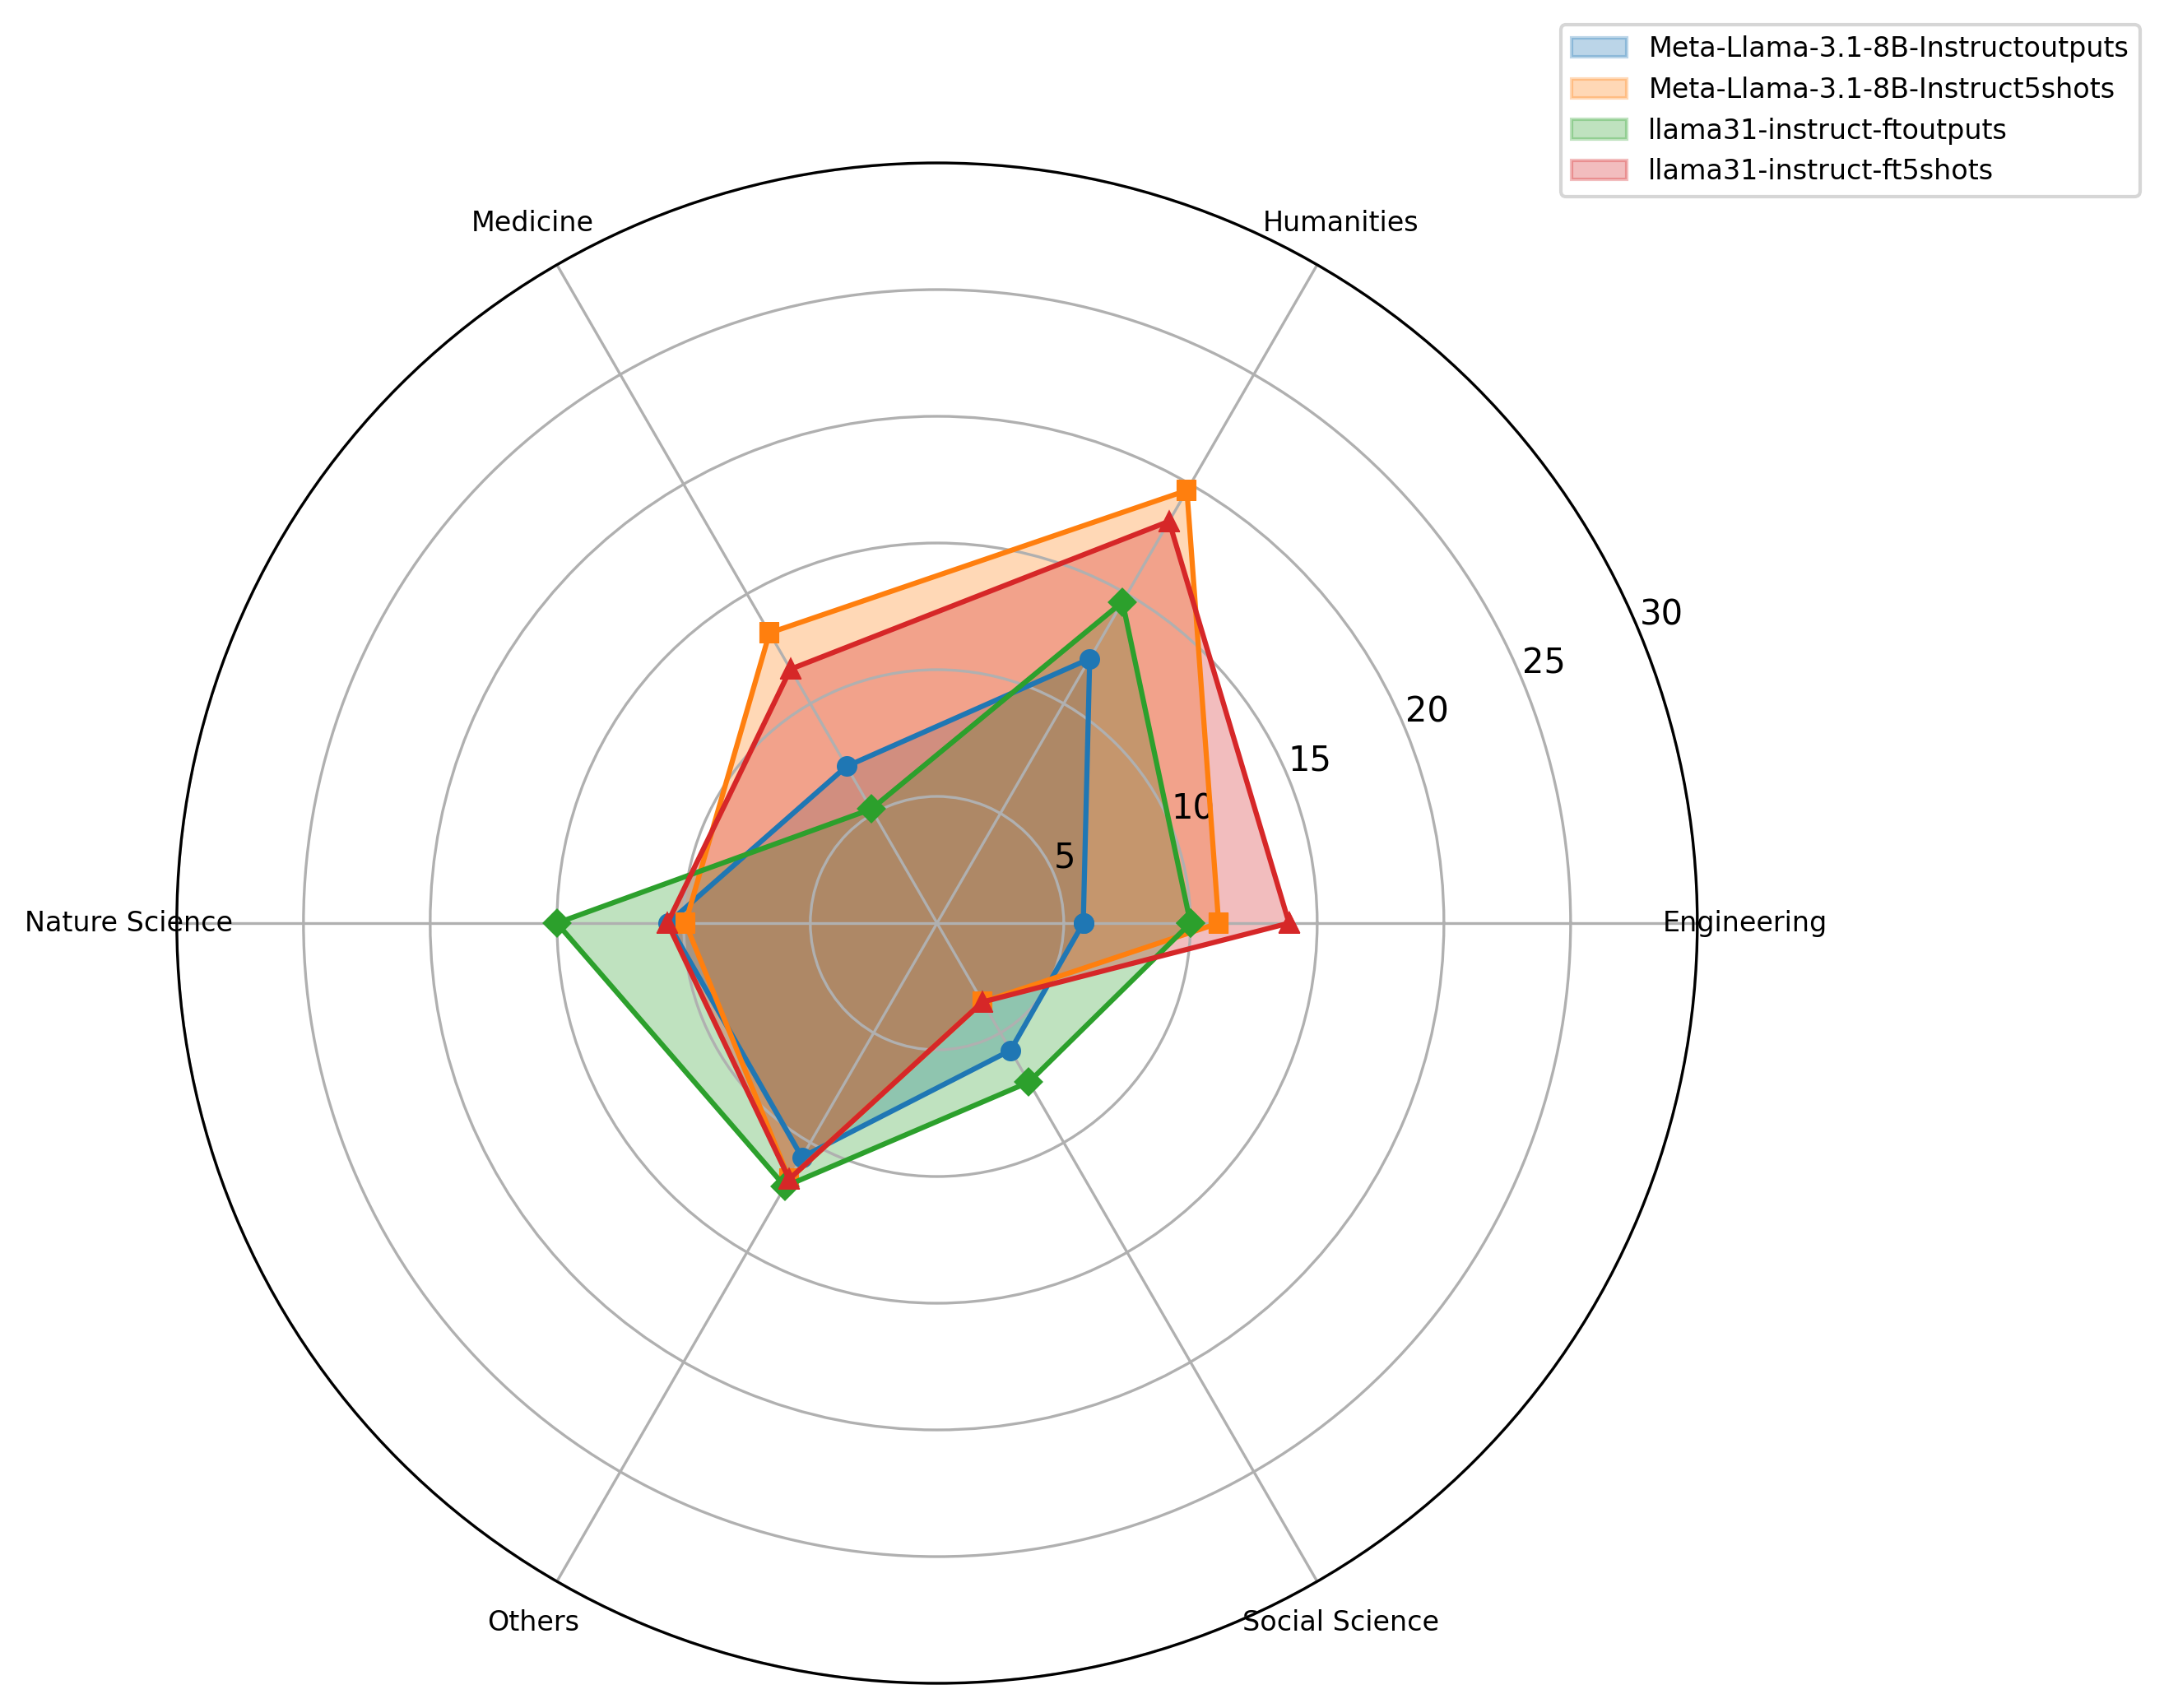 Meta-Llama-3.1-8B-Instructoutputs
Meta-Llama-3.1-8B-Instruct5shots
llama31-instruct-ftoutputs
llama31-instruct-ft5shots
Medicine
Humanities
30
25
20
15
10
5
Nature Science
Engineering
Others
Social Science